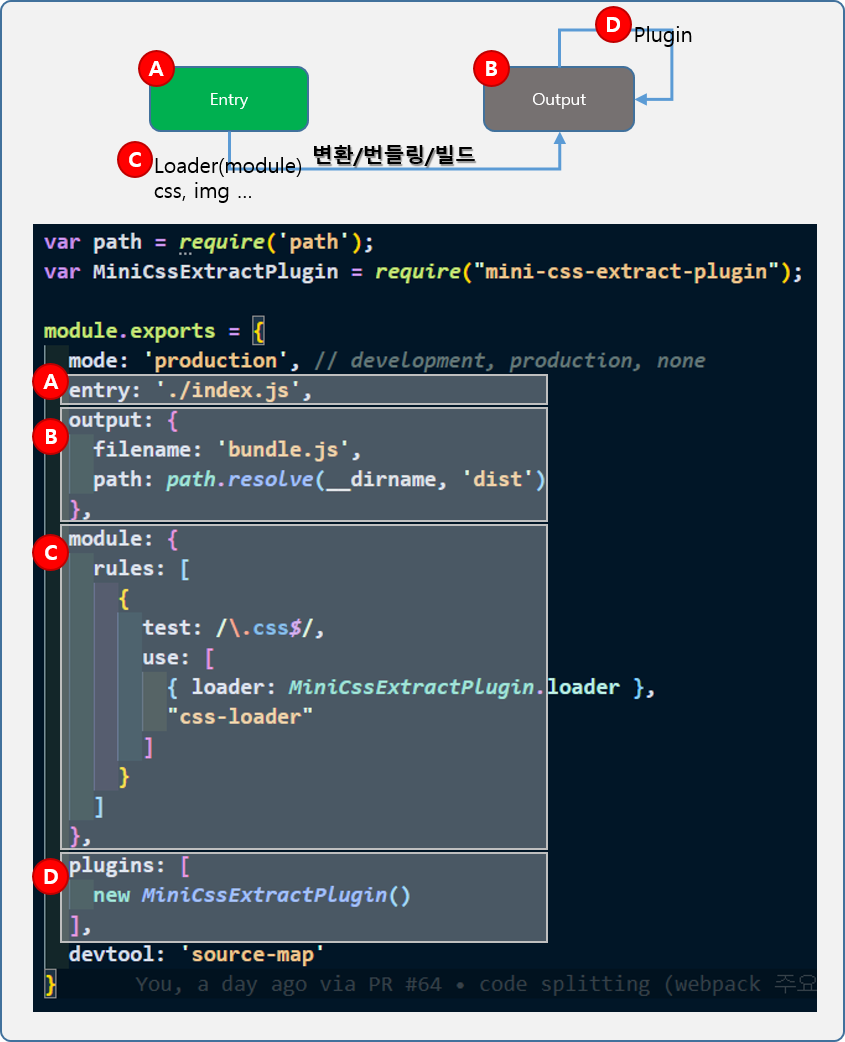 D
Plugin
A
Entry
B
Output
C
Loader(module)
css, img ...
변환/번들링/빌드
var path = require('path');
var MiniCssExtractPlugin = require("mini-css-extract-plugin");
module.exports = {
mode: 'production', // development, production, none
A
entry: './index.js',
B
output: {
filename: 'bundle.js',
path: path.resolve(__dirname, 'dist')
},
C
module: {
rules: [
{
test: /\.css$/,
use: [
{ loader: MiniCssExtractPlugin.loader },
"css-loader"
]
}
]
},
D
plugins: [
new MiniCssExtractPlugin()
],
devtool: 'source-map'
}
You, a day ago via PR #64 • code splitting (webpack 주요